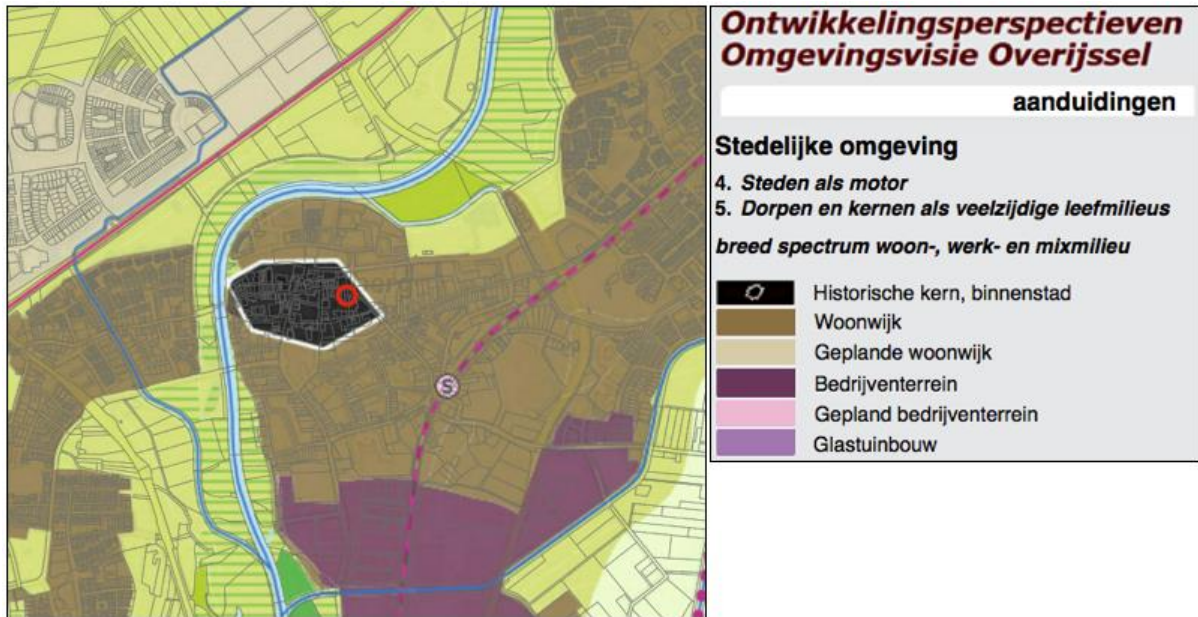 S
Ontwikkelingsperspectieven
Omgevingsvisie Overijssel
aanduidingen
Stedelijke omgeving
4. Steden als motor
5. Dorpen en kernen als veelzijdige leefmilieus
breed spectrum woon-, werk- en mixmilieu
Historische kern, binnenstad
Woonwijk
Geplande woonwijk
Bedrijventerrein
Gepland bedrijventerrein
Glastuinbouw